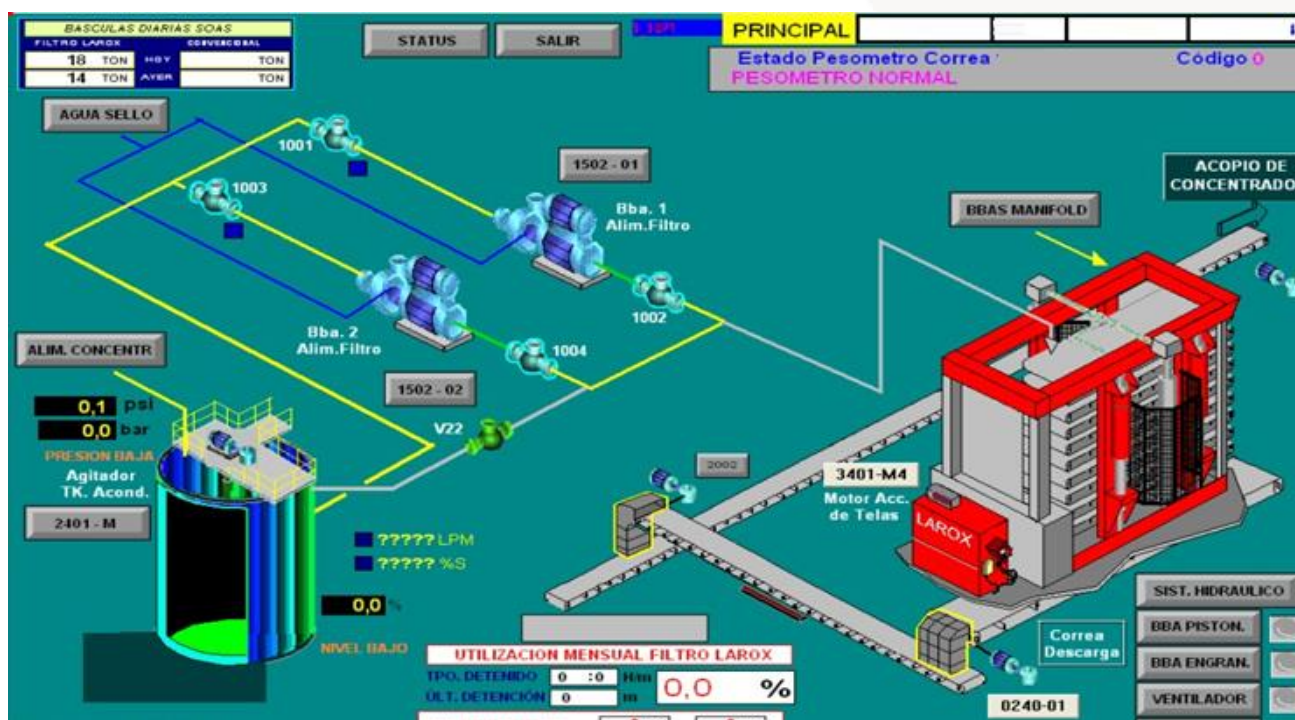 BASCULAS DIARIAS SOAS
FILTRO LAROX CONVENCIONAL
18 TON HOY TON
14 TON AYER TON
STATUS
SALIR
PRINCIPAL
Estado Pesometro Correa
Código 0
PESOMETRO NORMAL
AGUA SELLO
1001
1502 - 01
ACOPIO DE
CONCENTRADO
1003
Bba. 1
Alim.Filtro
BBAS MANIFOLD
1002
Bba. 2
Alim.Filtro
1004
ALIM. CONCENTR
1502 - 02
0,1 psi
0,0 bar
V22
PRESION BAJA
Agitador
TK. Acond.
2002
3401-M4
Motor Acc.
de Telas
2401 - M
LAROX
????? LPM
????? %S
0,0 %
NIVEL BAJO
SIST. HIDRAULICO
BBA PISTON.
BBA ENGRAN.
VENTILADOR
Correa
Descarga
0240-01
UTILIZACION MENSUAL FILTRO LAROX
TPO. DETENIDO 0 :0 H/m
ÚLT. DETENCIÓN 0 m
0,0 %